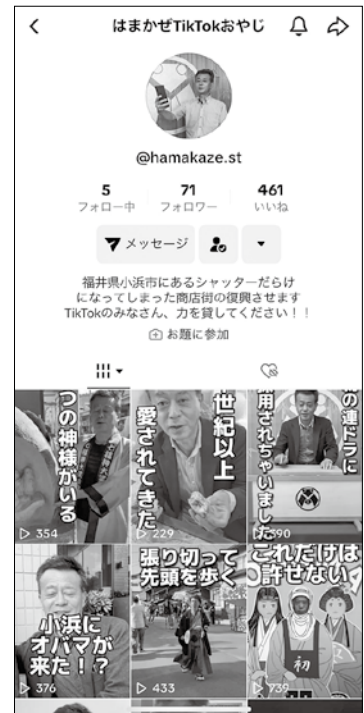 はまかぜTikTokおやじ
@hamakaze.st
5 71 461
フォロー中 フォロワー いいね
メッセージ
福井県小浜市にあるシャッターだらけ
になってしまった商店街の復興させます
TikTokのみなさん、力を貸してください！！
お題に参加
つの神様がいる
354
世紀以上
愛されてきた
229
の連ドラに
用されちゃいました
390
小浜に
オバマが
来た！？
376
張り切って
先頭を歩く
433
これだけは
許せない
初
739